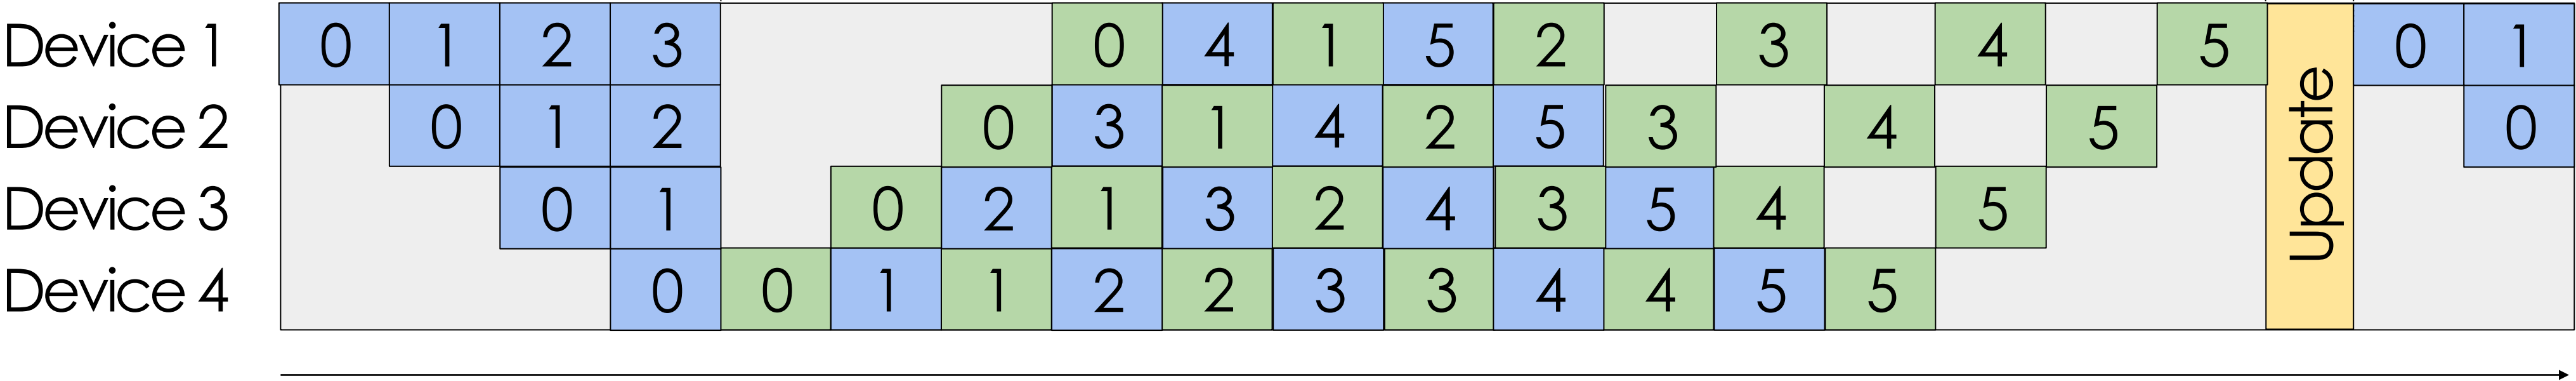 Device 1 0 1 2 3 0 4 1 5 2 3 4 5 0 1
Device 2 0 1 2 0 3 1 4 2 5 3 4 5 0
Device 3 0 1 0 2 1 3 2 4 3 5 4 5
Device 4 0 0 1 1 2 2 3 3 4 4 5 5
Update